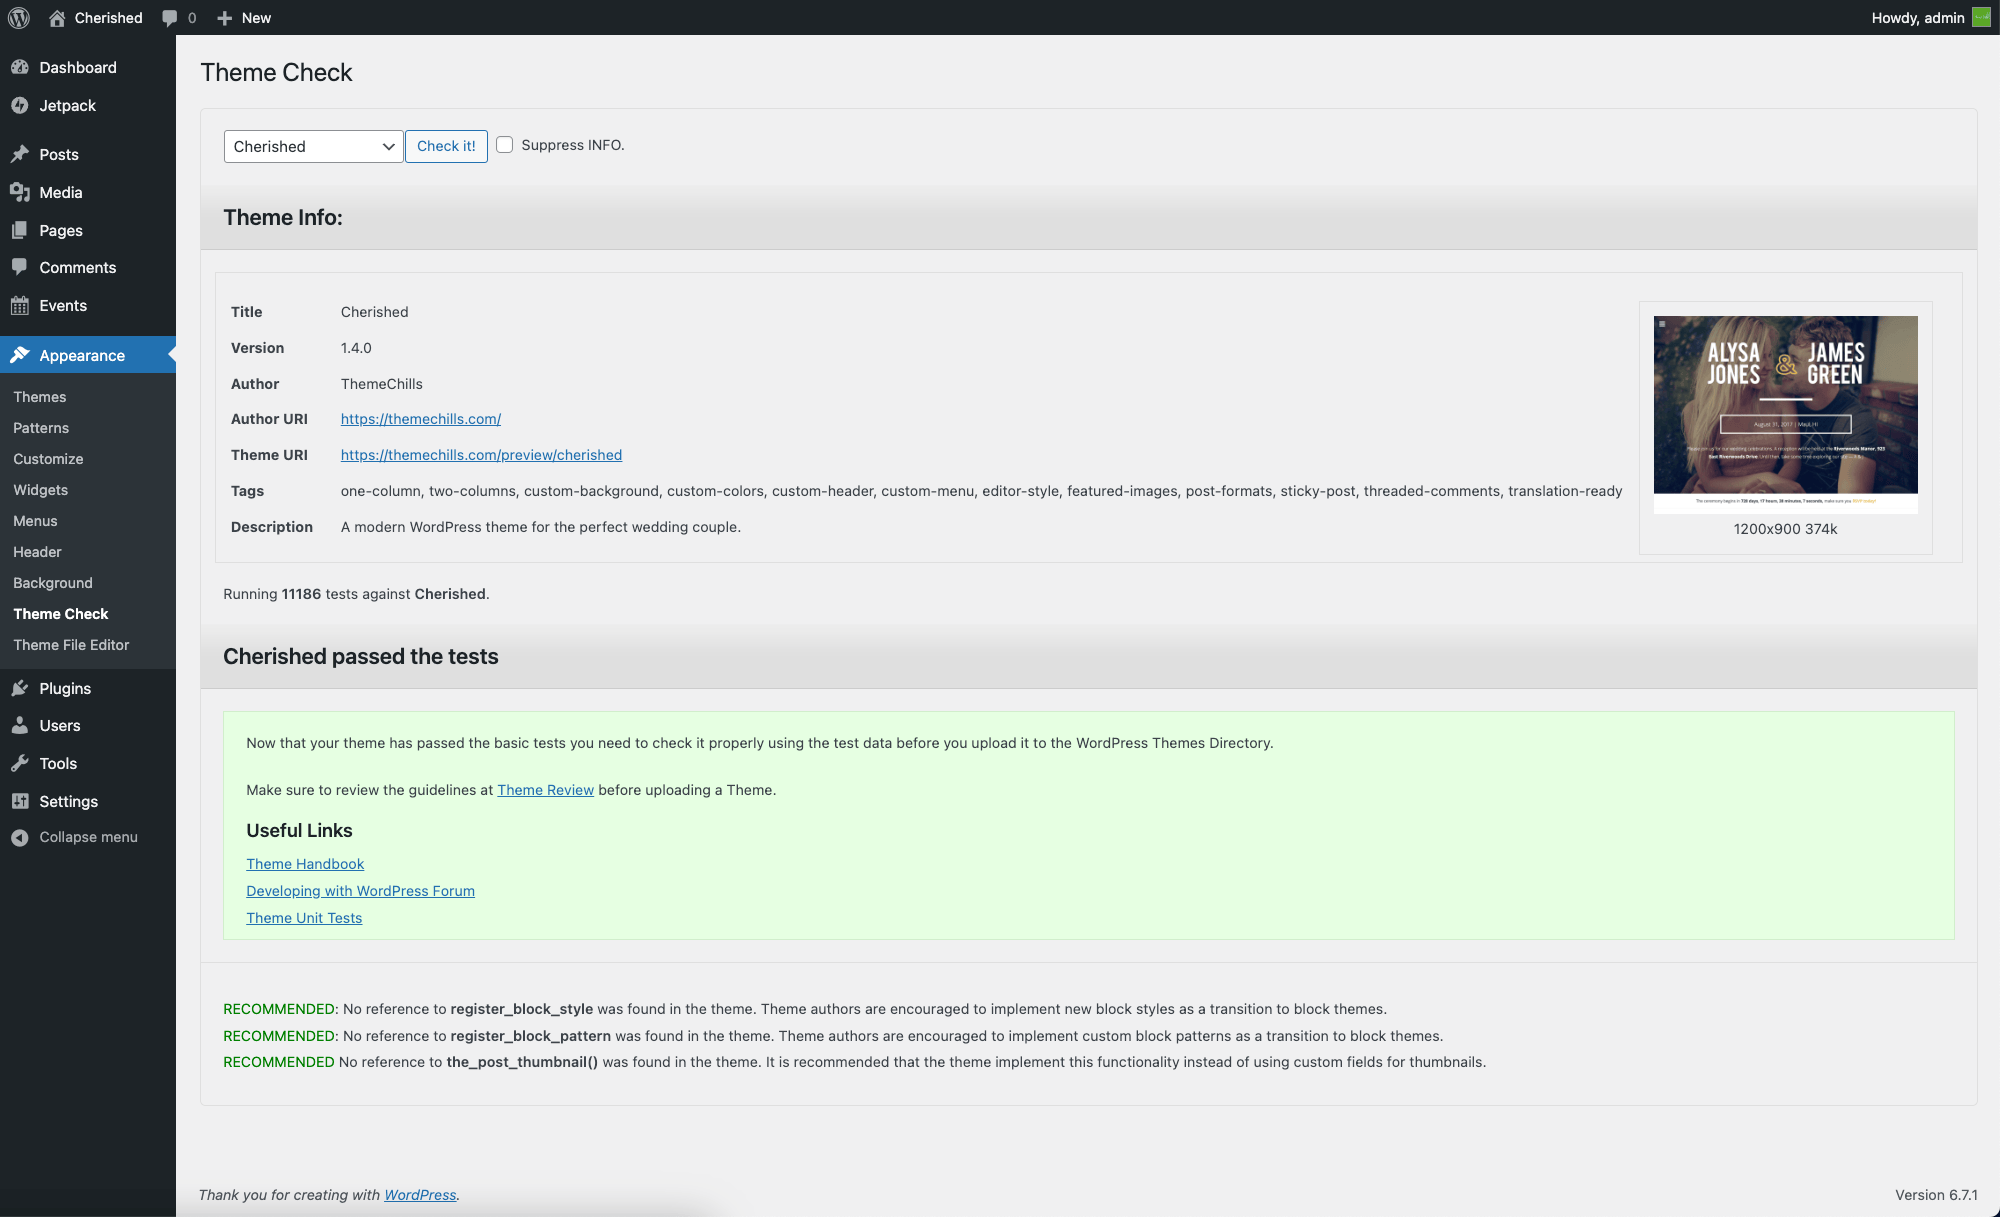 Cherished 0 New Howdy, admin
Dashboard
Jetpack
Posts
Media
Pages
Comments
Events
Appearance
Themes
Patterns
Customize
Widgets
Menus
Header
Background
Theme Check
Theme File Editor
Plugins
Users
Tools
Settings
Collapse menu
Theme Check
Cherished Check it! Suppress INFO.
Theme Info:
Title Cherished
Version 1.4.0
Author ThemeChills
Author URI https://themechills.com/
Theme URI https://themechills.com/preview/cherished
Tags one-column, two-columns, custom-background, custom-colors, custom-header, custom-menu, editor-style, featured-images, post-formats, sticky-post, threaded-comments, translation-ready
Description A modern WordPress theme for the perfect wedding couple.
ALYSA JONES & JAMES GREEN
August 31, 2017 | Maui, HI
1200x900 374k
Running 11186 tests against Cherished.
Cherished passed the tests
Now that your theme has passed the basic tests you need to check it properly using the test data before you upload it to the WordPress Themes Directory.
Make sure to review the guidelines at Theme Review before uploading a Theme.
Useful Links
Theme Handbook
Developing with WordPress Forum
Theme Unit Tests
RECOMMENDED: No reference to register_block_style was found in the theme. Theme authors are encouraged to implement new block styles as a transition to block themes.
RECOMMENDED: No reference to register_block_pattern was found in the theme. Theme authors are encouraged to implement custom block patterns as a transition to block themes.
RECOMMENDED No reference to the_post_thumbnail() was found in the theme. It is recommended that the theme implement this functionality instead of using custom fields for thumbnails.
Thank you for creating with WordPress.
Version 6.7.1